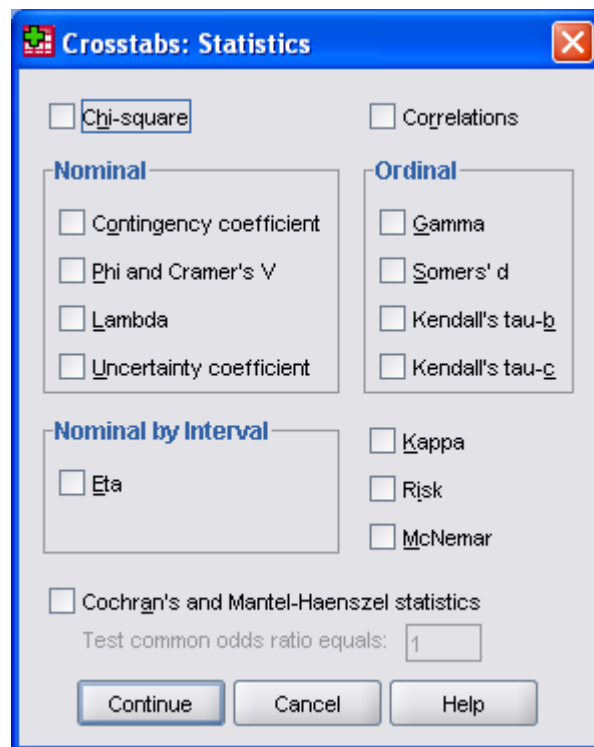 Crosstabs: Statistics
Chi-square
Correlations
Nominal
Contingency coefficient
Phi and Cramer's V
Lambda
Uncertainty coefficient
Ordinal
Gamma
Somers' d
Kendall's tau-b
Kendall's tau-c
Nominal by Interval
Eta
Kappa
Risk
McNemar
Cochran's and Mantel-Haenszel statistics
Test common odds ratio equals: 1
Continue Cancel Help